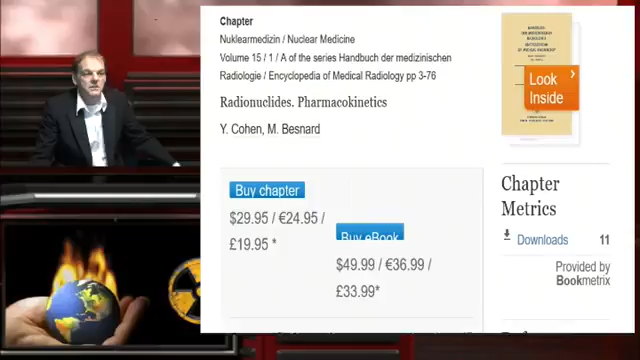 Chapter
Nuklearmedizin / Nuclear Medicine
Volume 15 / 1 / A of the series Handbuch der medizinischen
Radiologie / Encyclopedia of Medical Radiology pp 3-76
Radionuclides. Pharmacokinetics
Y. Cohen, M. Besnard
Buy chapter
$29.95 / €24.95 /
£19.95 *
Buy eBook
$49.99 / €36.99 /
£33.99*
Look
Inside
Chapter
Metrics
Downloads 11
Provided by
Bookmetrix